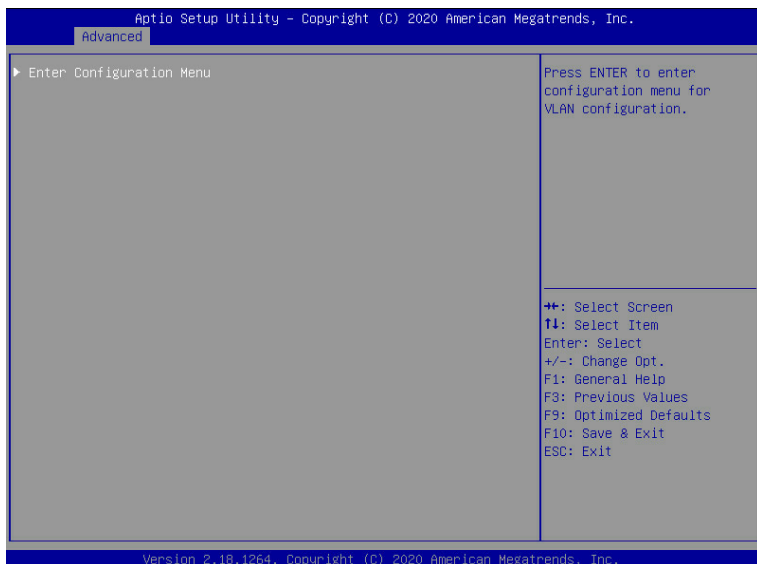 Aptio Setup Utility – Copyright (C) 2020 American Megatrends, Inc.
Advanced
▶ Enter Configuration Menu
Press ENTER to enter
configuration menu for
VLAN configuration.
→←: Select Screen
↑↓: Select Item
Enter: Select
+/-: Change Opt.
F1: General Help
F3: Previous Values
F9: Optimized Defaults
F10: Save & Exit
ESC: Exit
Version 2.18.1264. Copyright (C) 2020 American Megatrends, Inc.